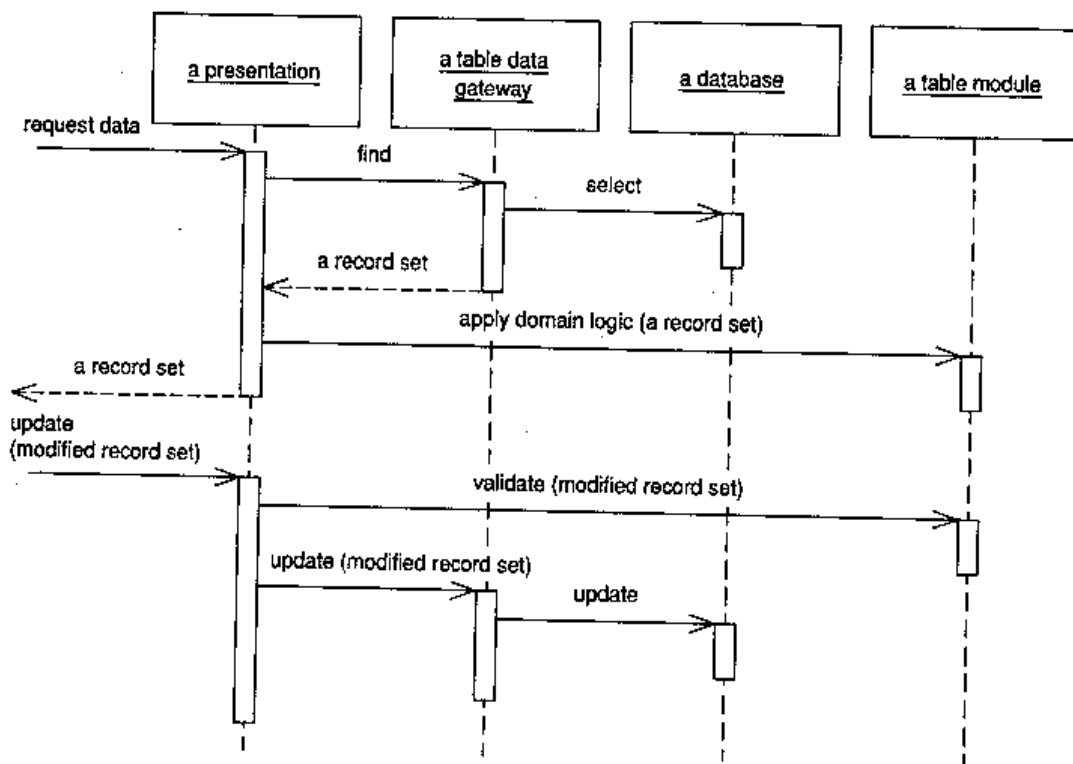 a presentation
a table data
gateway
a database
a table module
request data
find
select
a record set
apply domain logic (a record set)
a record set
update
(modified record set)
validate (modified record set)
update (modified record set)
update